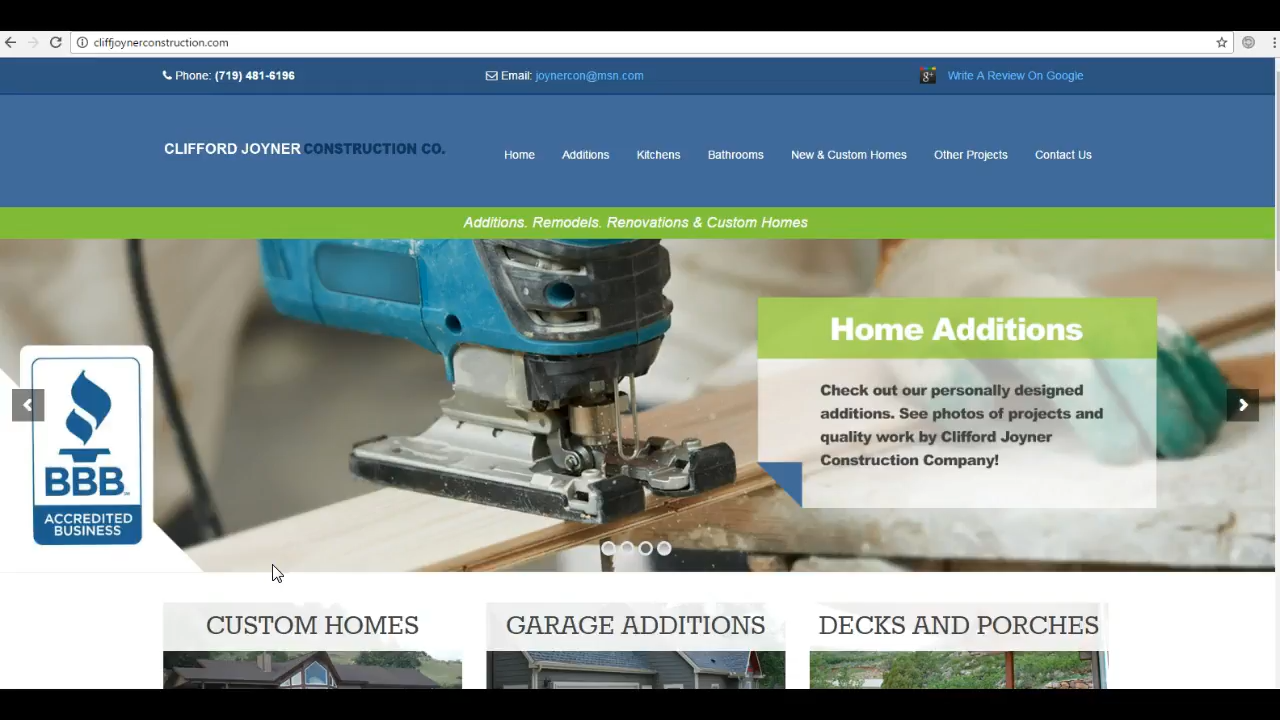 cliffjoynerconstruction.com
Phone: (719) 481-6196
Email: joynercon@msn.com
g+ Write A Review On Google
CLIFFORD JOYNER CONSTRUCTION CO.
Home Additions Kitchens Bathrooms New & Custom Homes Other Projects Contact Us
Additions. Remodels. Renovations & Custom Homes
Home Additions
Check out our personally designed
additions. See photos of projects and
quality work by Clifford Joyner
Construction Company!
BBB
ACCREDITED
BUSINESS
CUSTOM HOMES
GARAGE ADDITIONS
DECKS AND PORCHES